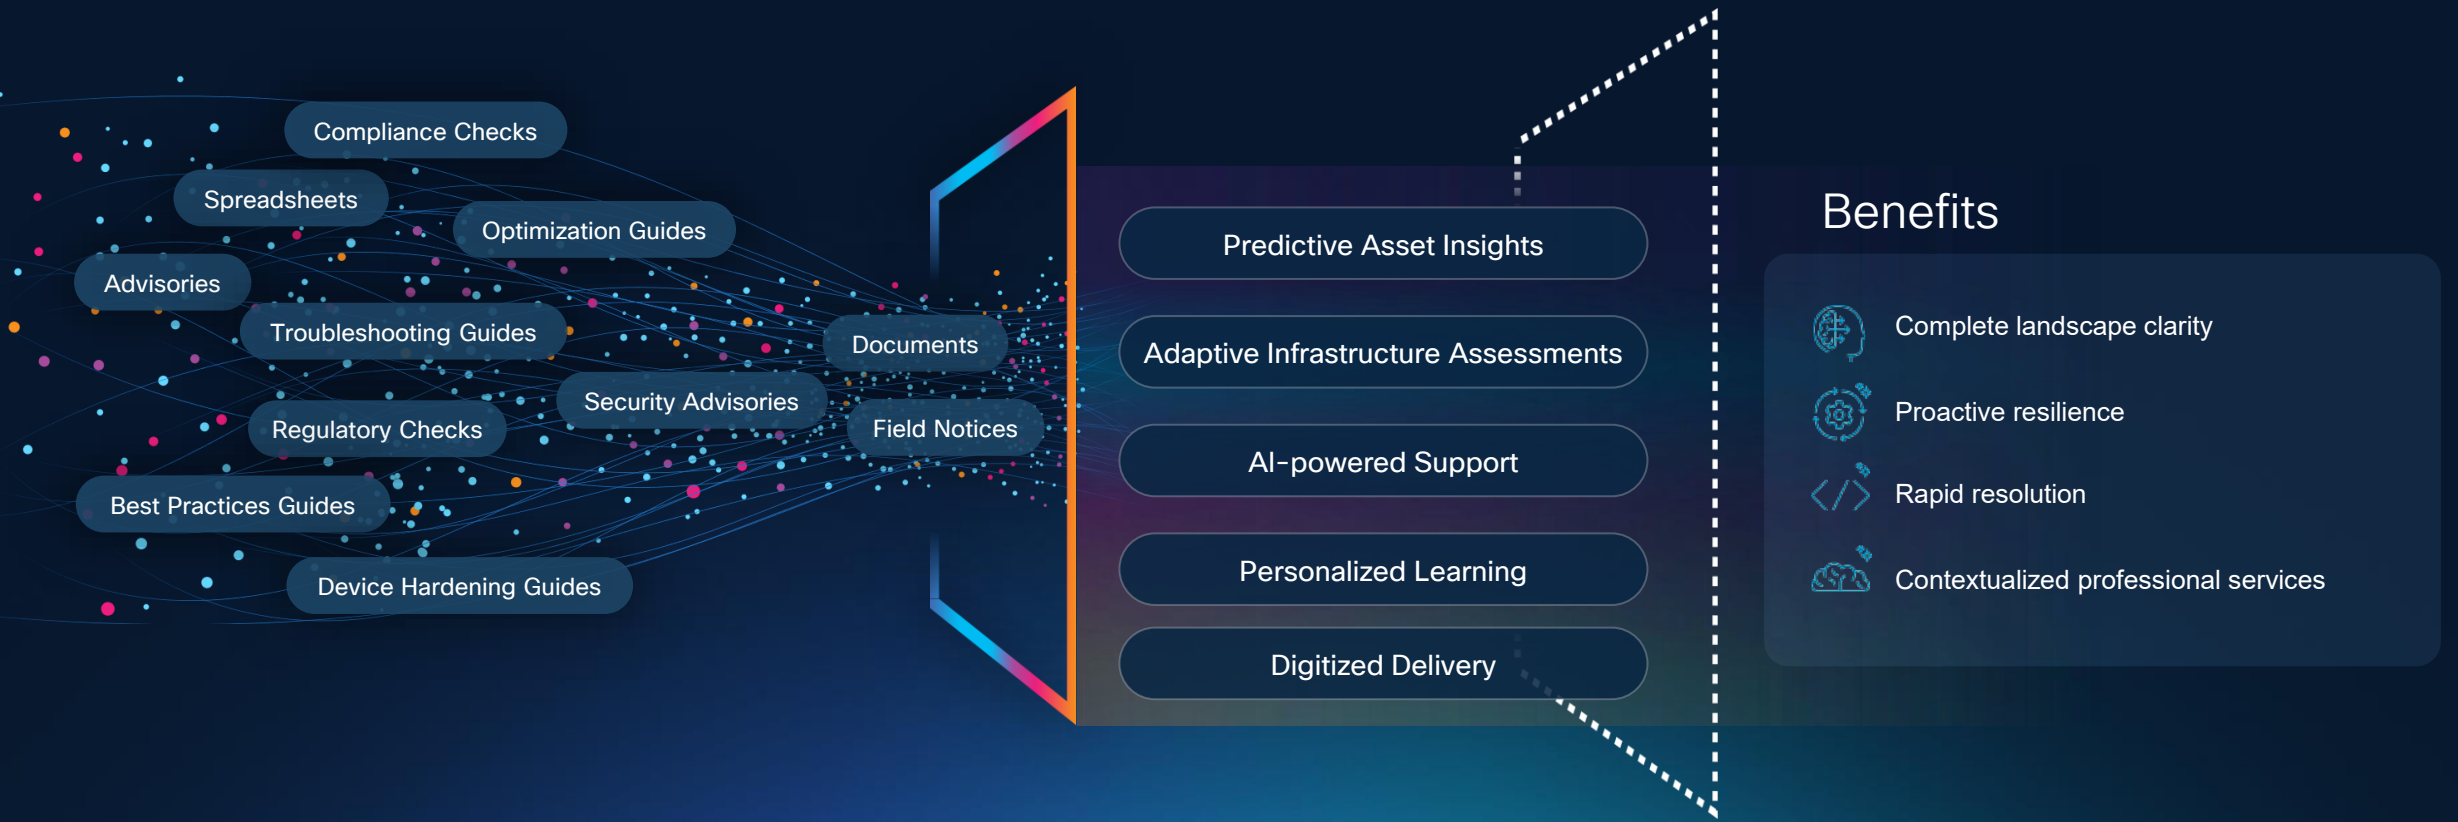 Compliance Checks
Spreadsheets
Optimization Guides
Advisories
Troubleshooting Guides
Documents
Security Advisories
Regulatory Checks
Field Notices
Best Practices Guides
Device Hardening Guides
Predictive Asset Insights
Adaptive Infrastructure Assessments
AI-powered Support
Personalized Learning
Digitized Delivery
Benefits
Complete landscape clarity
Proactive resilience
Rapid resolution
Contextualized professional services